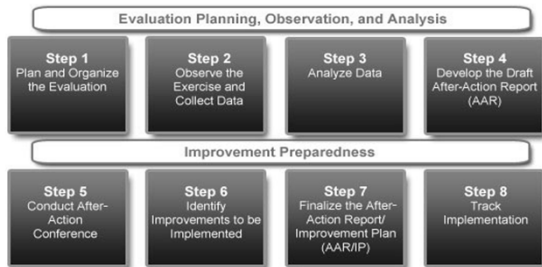 Evaluation Planning, Observation, and Analysis
Step 1
Plan and Organize
the Evaluation
Step 2
Observe the
Exercise and
Collect Data
Step 3
Analyze Data
Step 4
Develop the Draft
After-Action Report
(AAR)
Improvement Preparedness
Step 5
Conduct After-
Action
Conference
Step 6
Identify
Improvements to be
Implemented
Step 7
Finalize the After-
Action Report/
Improvement Plan
(AAR/IP)
Step 8
Track
Implementation